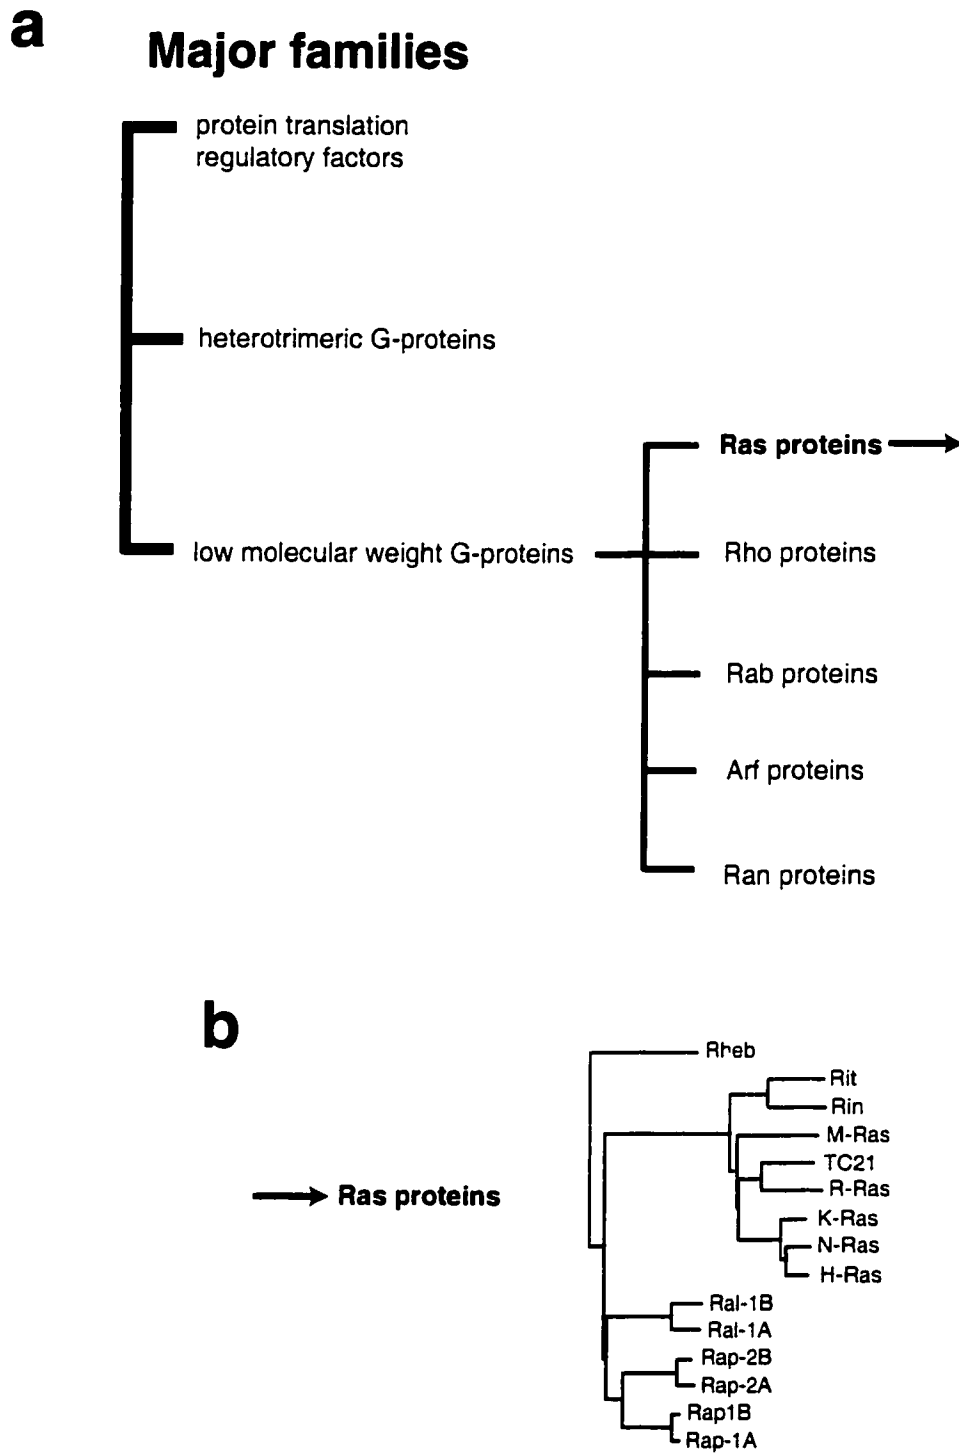 a
Major families
protein translation
regulatory factors
heterotrimeric G-proteins
Ras proteins
low molecular weight G-proteins
Rho proteins
Rab proteins
Arf proteins
Ran proteins
b
Rheb
Rit
Rin
M-Ras
TC21
Ras proteins
R-Ras
K-Ras
N-Ras
H-Ras
Ral-1B
Ral-1A
Rap-2B
Rap-2A
Rap1B
Rap-1A